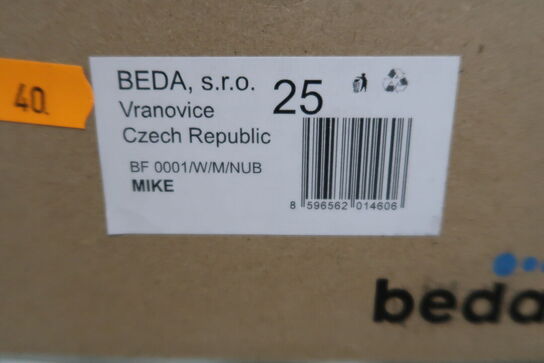 40.
BEDA, s.r.o. 25
Vranovice
Czech Republic
BF 0001/W/M/NUB
MIKE
8 596562 014606
beda